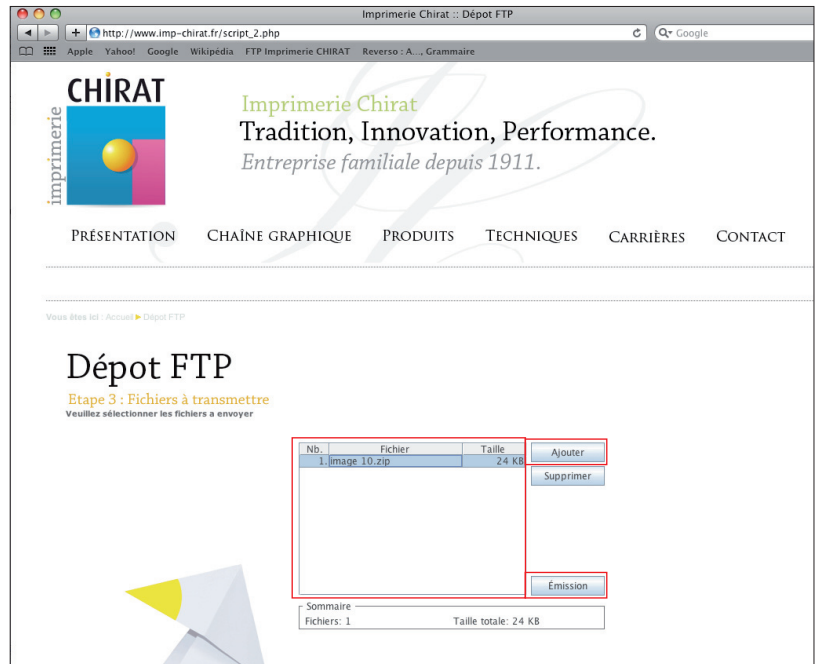 Imprimerie Chirat :: Dépot FTP
http://www.imp-chirat.fr/script_2.php
Google
Apple Yahoo! Google Wikipédia FTP Imprimerie CHIRAT Reverso : A..., Grammaire
CHiRAT
imprimerie
Imprimerie Chirat
Tradition, Innovation, Performance.
Entreprise familiale depuis 1911.
Présentation Chaîne graphique Produits Techniques Carrières Contact
Vous êtes ici : Accueil ▶ Dépot FTP
Dépot FTP
Etape 3 : Fichiers à transmettre
Veuillez sélectionner les fichiers a envoyer
Nb. Fichier Taille
1. image 10.zip 24 KB
Ajouter
Supprimer
Émission
Sommaire
Fichiers: 1 Taille totale: 24 KB